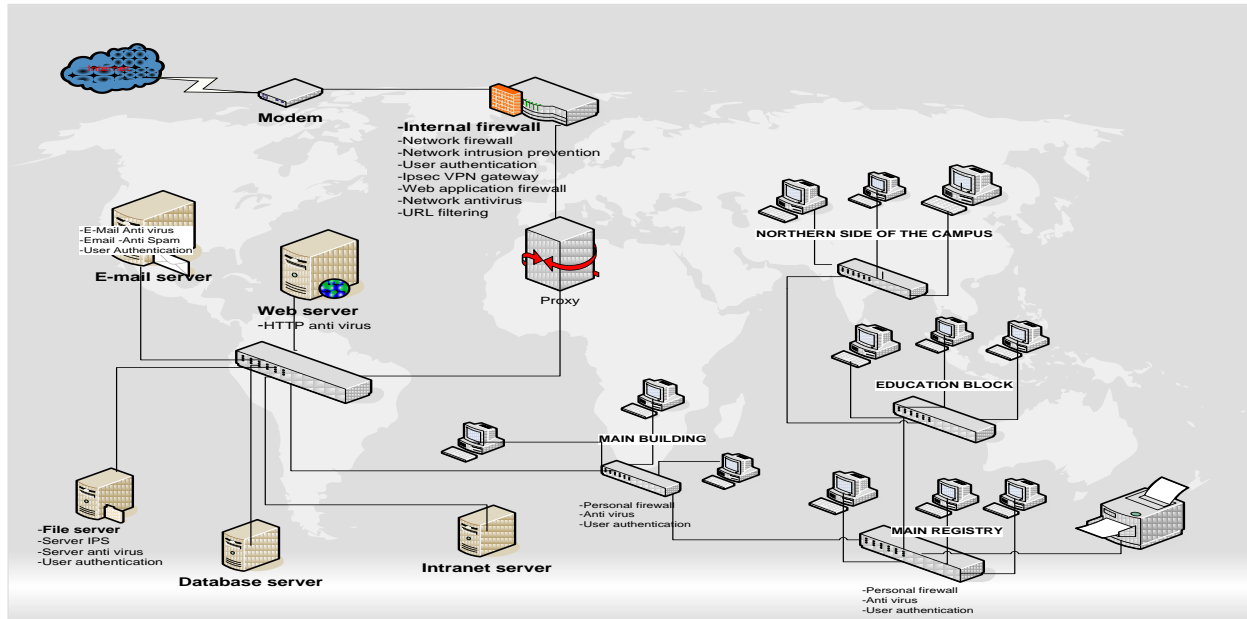 Modem
-Internal firewall
-Network firewall
-Network intrusion prevention
-User authentication
-Ipsec VPN gateway
-Web application firewall
-Network antivirus
-URL filtering
-E-Mail Anti virus
-Email -Anti Spam
-User Authentication
E-mail server
Web server
-HTTP anti virus
Proxy
NORTHERN SIDE OF THE CAMPUS
EDUCATION BLOCK
MAIN BUILDING
-Personal firewall
-Anti virus
-User authentication
MAIN REGISTRY
-Personal firewall
-Anti virus
-User authentication
-File server
-Server IPS
-Server anti virus
-User authentication
Database server
Intranet server